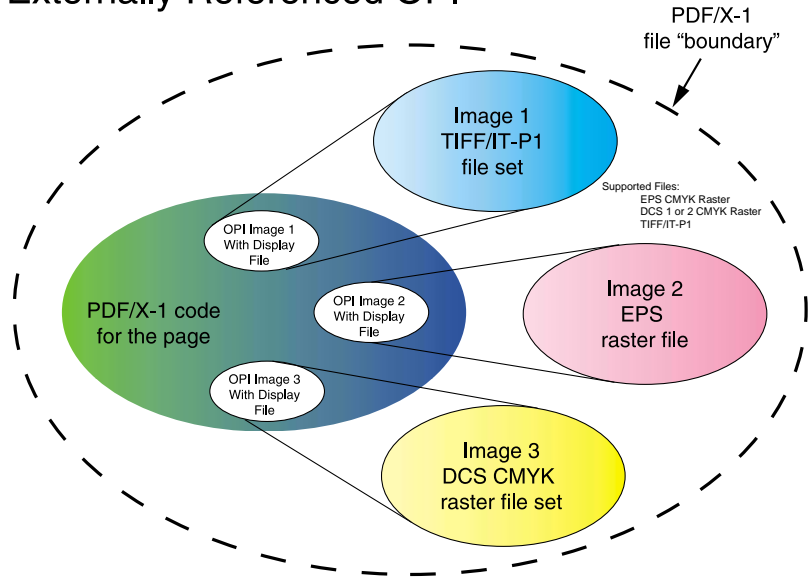 Externally Referenced OPI
PDF/X-1
file “boundary”
Image 1
TIFF/IT-P1
file set
Supported Files:
EPS CMYK Raster
DCS 1 or 2 CMYK Raster
TIFF/IT-P1
OPI Image 1
With Display
File
PDF/X-1 code
for the page
OPI Image 2
With Display
File
Image 2
EPS
raster file
OPI Image 3
With Display
File
Image 3
DCS CMYK
raster file set